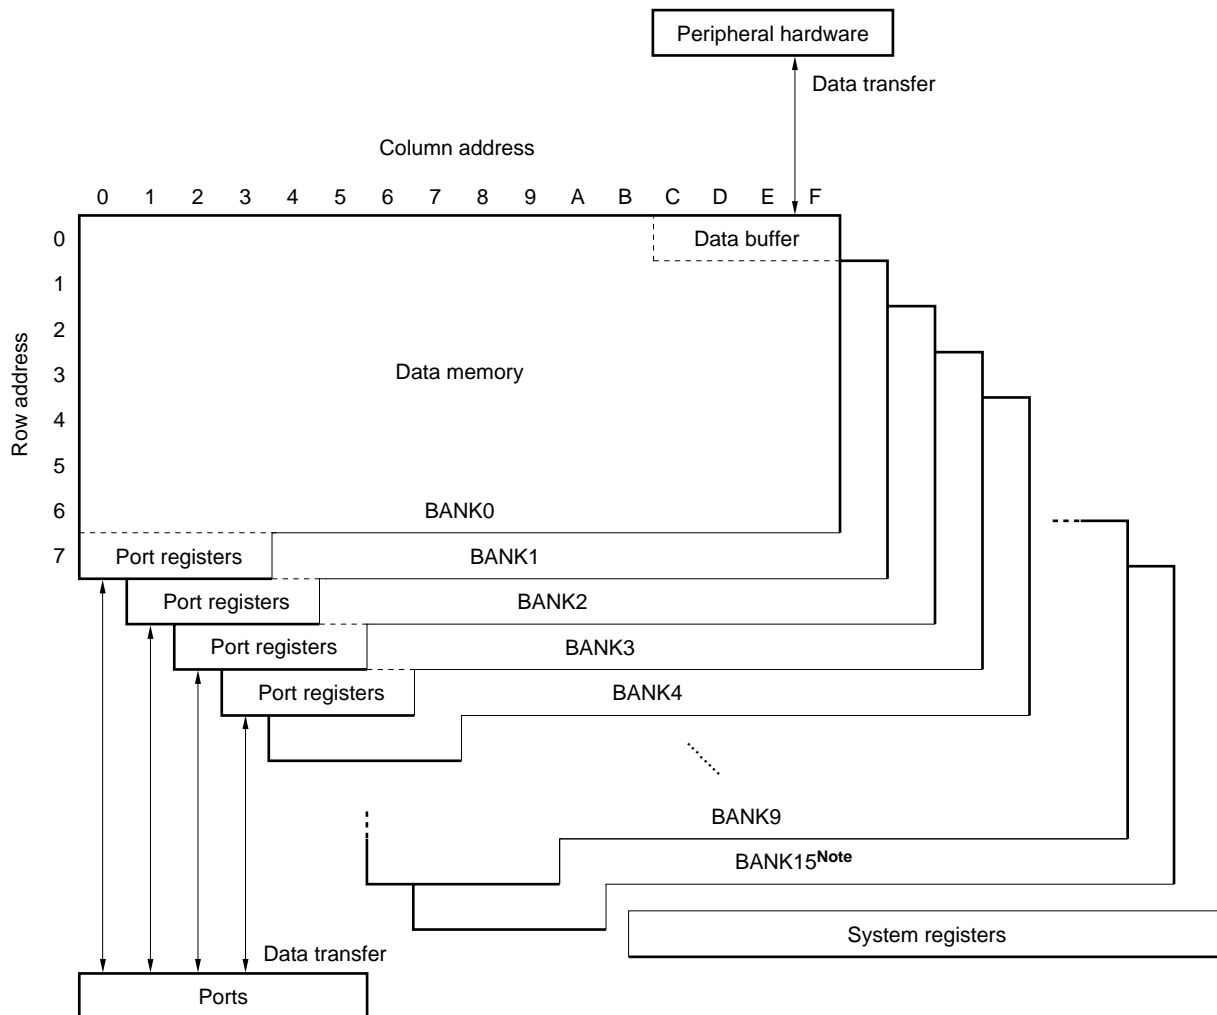 Peripheral hardware
Data transfer
Column address
0 1 2 3 4 5 6 7 8 9 A B C D E F
0 Data buffer
1
2
Row address
3 Data memory
4
5
6 BANK0
7 Port registers BANK1
Port registers BANK2
Port registers BANK3
Port registers BANK4
BANK9
BANK15Note
System registers
Data transfer
Ports